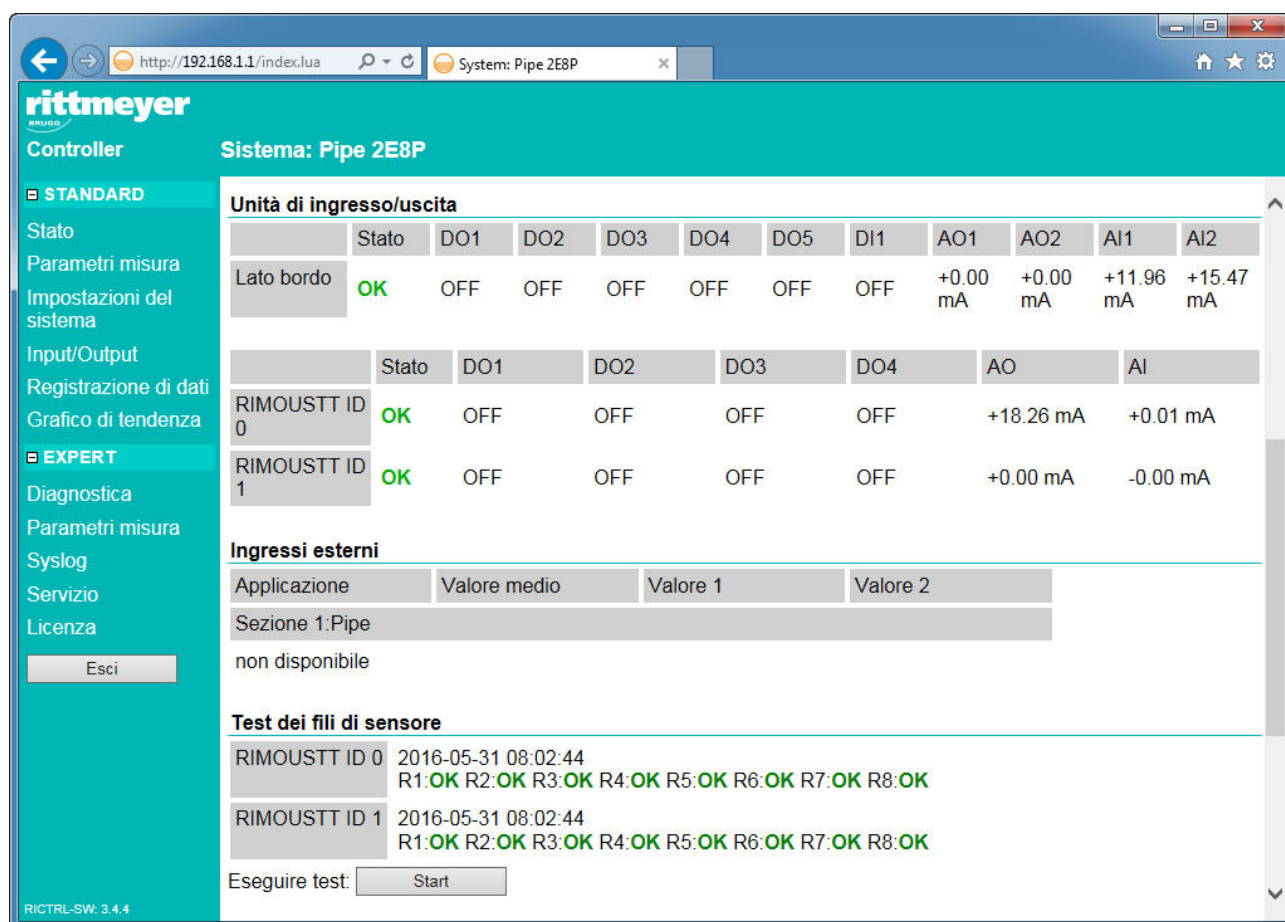 http://192.168.1.1/index.lua
System: Pipe 2E8P
rittmeyer
BRUGG
Controller
Sistema: Pipe 2E8P
STANDARD
Stato
Parametri misura
Impostazioni del
sistema
Input/Output
Registrazione di dati
Grafico di tendenza
EXPERT
Diagnostica
Parametri misura
Syslog
Servizio
Licenza
Esci
RICTRL-SW: 3.4.4
Unità di ingresso/uscita
Stato DO1 DO2 DO3 DO4 DO5 DI1 AO1 AO2 AI1 AI2
Lato bordo OK OFF OFF OFF OFF OFF OFF +0.00 mA +0.00 mA +11.96 mA +15.47 mA
Stato DO1 DO2 DO3 DO4 AO AI
RIMOUSTT ID 0 OK OFF OFF OFF OFF +18.26 mA +0.01 mA
RIMOUSTT ID 1 OK OFF OFF OFF OFF +0.00 mA -0.00 mA
Ingressi esterni
Applicazione Valore medio Valore 1 Valore 2
Sezione 1:Pipe
non disponibile
Test dei fili di sensore
RIMOUSTT ID 0 2016-05-31 08:02:44
R1:OK R2:OK R3:OK R4:OK R5:OK R6:OK R7:OK R8:OK
RIMOUSTT ID 1 2016-05-31 08:02:44
R1:OK R2:OK R3:OK R4:OK R5:OK R6:OK R7:OK R8:OK
Eseguire test: Start